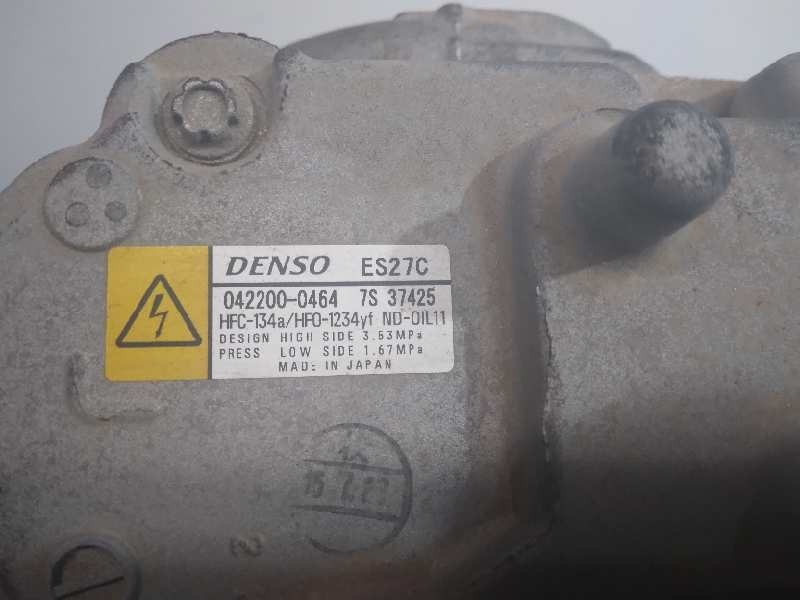 DENSO ES27C
042200-0464 7S 37425
HFC-134a/HFO-1234yf ND-OIL11
DESIGN HIGH SIDE 3.53MPa
PRESS LOW SIDE 1.67MPa
MADE IN JAPAN
2